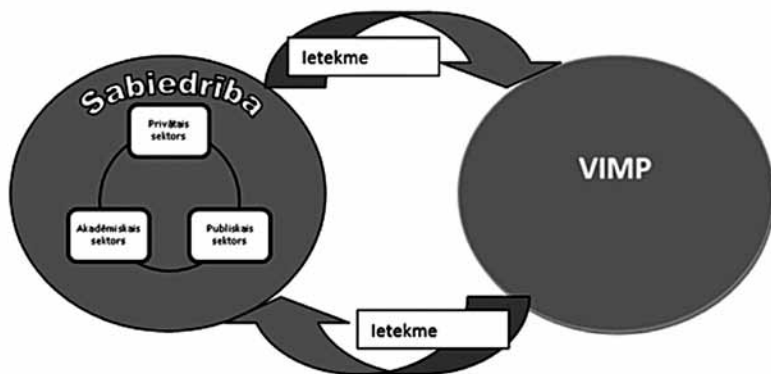 Ietekme
Sabiedrība
Privātais
sektors
Akadēmiskais
sektors
Publiskais
sektors
VIMP
Ietekme